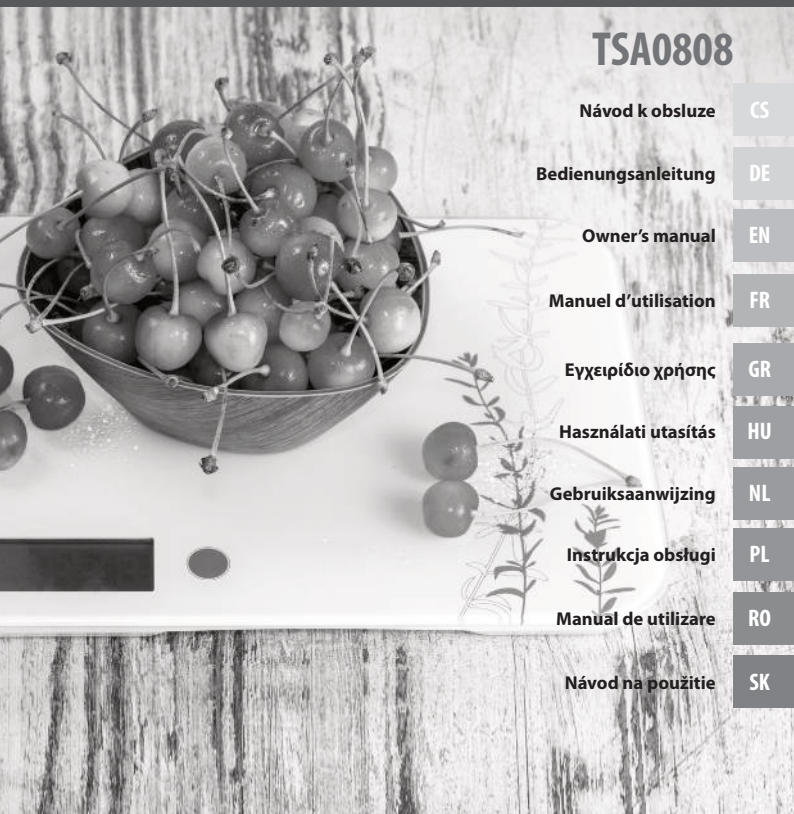 TSA0808
Návod k obsluze CS
Bedienungsanleitung DE
Owner’s manual EN
Manuel d’utilisation FR
Εγχειρίδιο χρήσης GR
Használati utasítás HU
Gebruiksaanwijzing NL
Instrukcja obsługi PL
Manual de utilizare RO
Návod na použitie SK